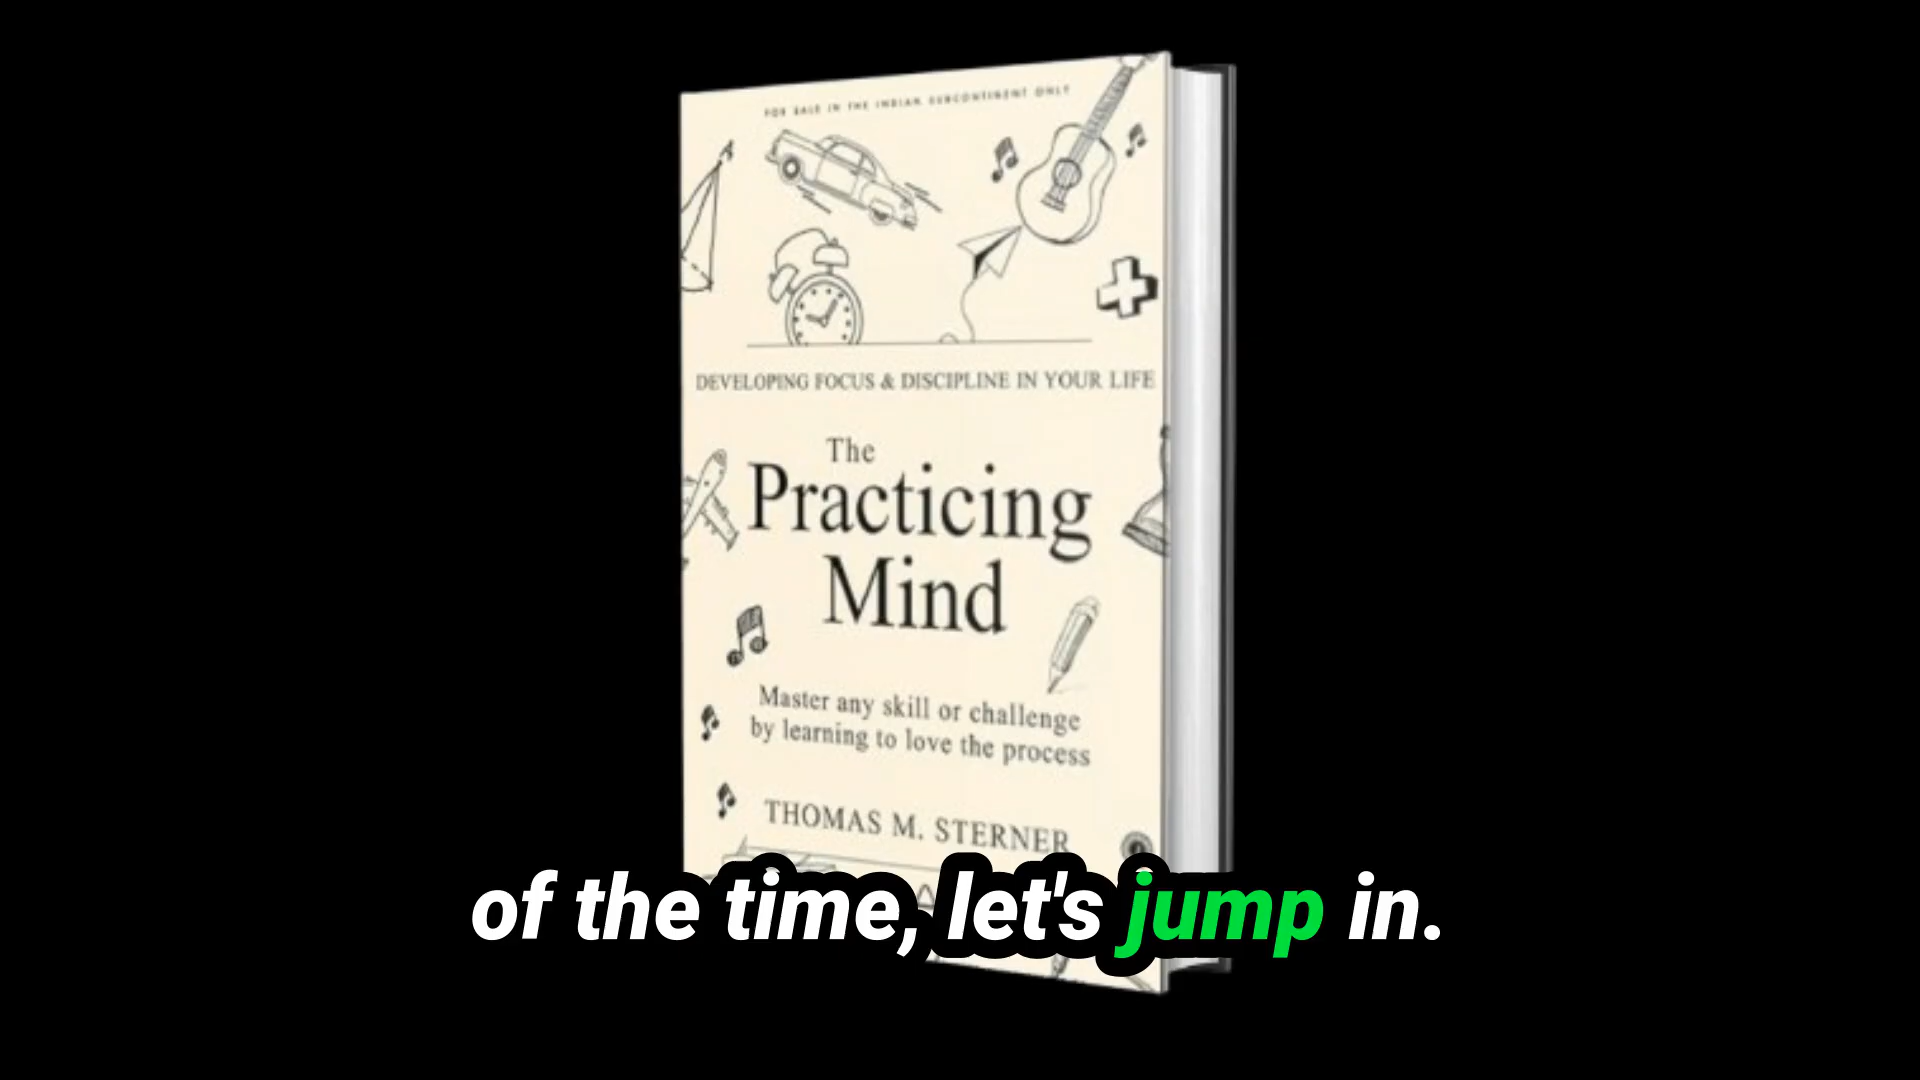 FOR SALE IN THE INDIAN SUBCONTINENT ONLY
DEVELOPING FOCUS & DISCIPLINE IN YOUR LIFE
The
Practicing
Mind
Master any skill or challenge
by learning to love the process
THOMAS M. STERNER
of the time, let's jump in.